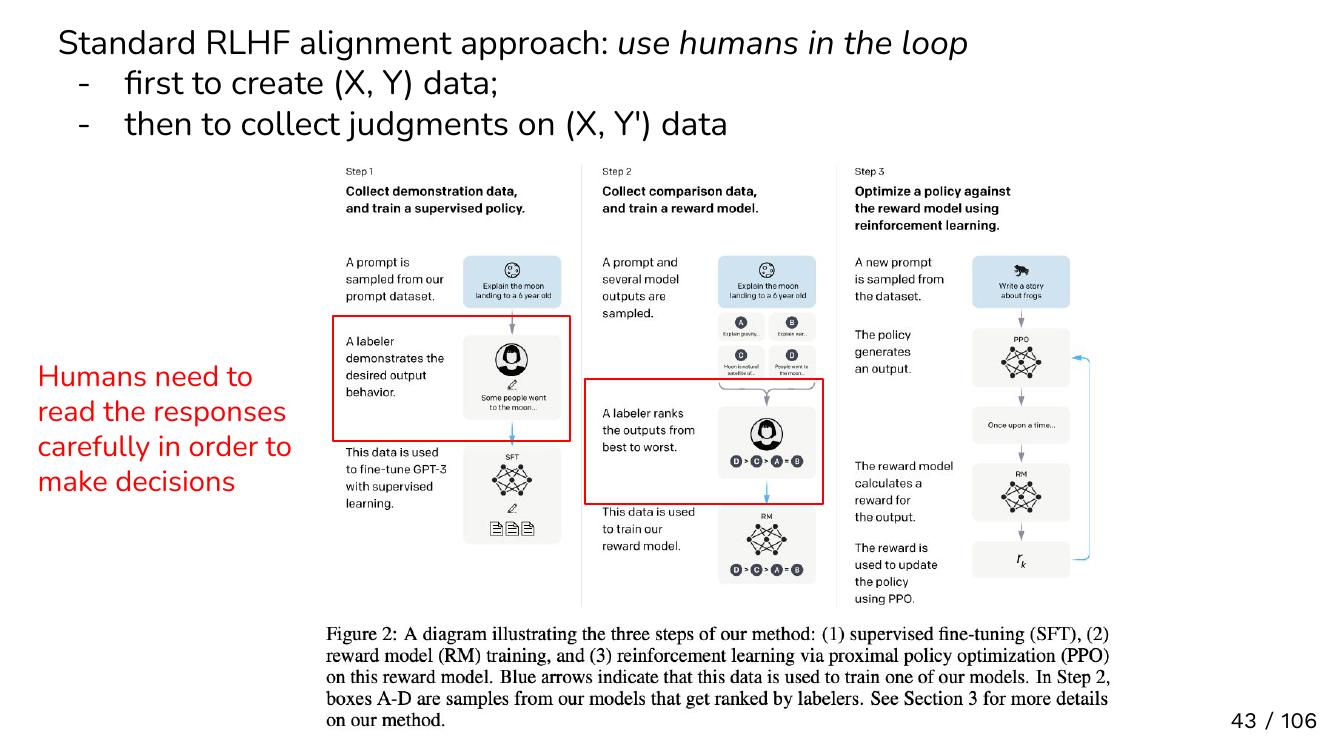 Standard RLHF alignment approach: use humans in the loop
- first to create (X, Y) data;
- then to collect judgments on (X, Y') data
Humans need to
read the responses
carefully in order to
make decisions
Step 1
Collect demonstration data,
and train a supervised policy.
A prompt is
sampled from our
prompt dataset.
Explain the moon
landing to a 6 year old
A labeler
demonstrates the
desired output
behavior.
Some people went
to the moon...
This data is used
to fine-tune GPT-3
with supervised
learning.
SFT
Step 2
Collect comparison data,
and train a reward model.
A prompt and
several model
outputs are
sampled.
Explain the moon
landing to a 6 year old
A
Explain gravity...
B
Explain war...
C
Moon is natural
satellite of...
D
People went to
the moon...
A labeler ranks
the outputs from
best to worst.
D > C > A = B
This data is used
to train our
reward model.
RM
D > C > A = B
Step 3
Optimize a policy against
the reward model using
reinforcement learning.
A new prompt
is sampled from
the dataset.
Write a story
about frogs
The policy
generates
an output.
PPO
Once upon a time...
The reward model
calculates a
reward for
the output.
RM
The reward is
used to update
the policy
using PPO.
rk
Figure 2: A diagram illustrating the three steps of our method: (1) supervised fine-tuning (SFT), (2)
reward model (RM) training, and (3) reinforcement learning via proximal policy optimization (PPO)
on this reward model. Blue arrows indicate that this data is used to train one of our models. In Step 2,
boxes A-D are samples from our models that get ranked by labelers. See Section 3 for more details
on our method.
43 / 106